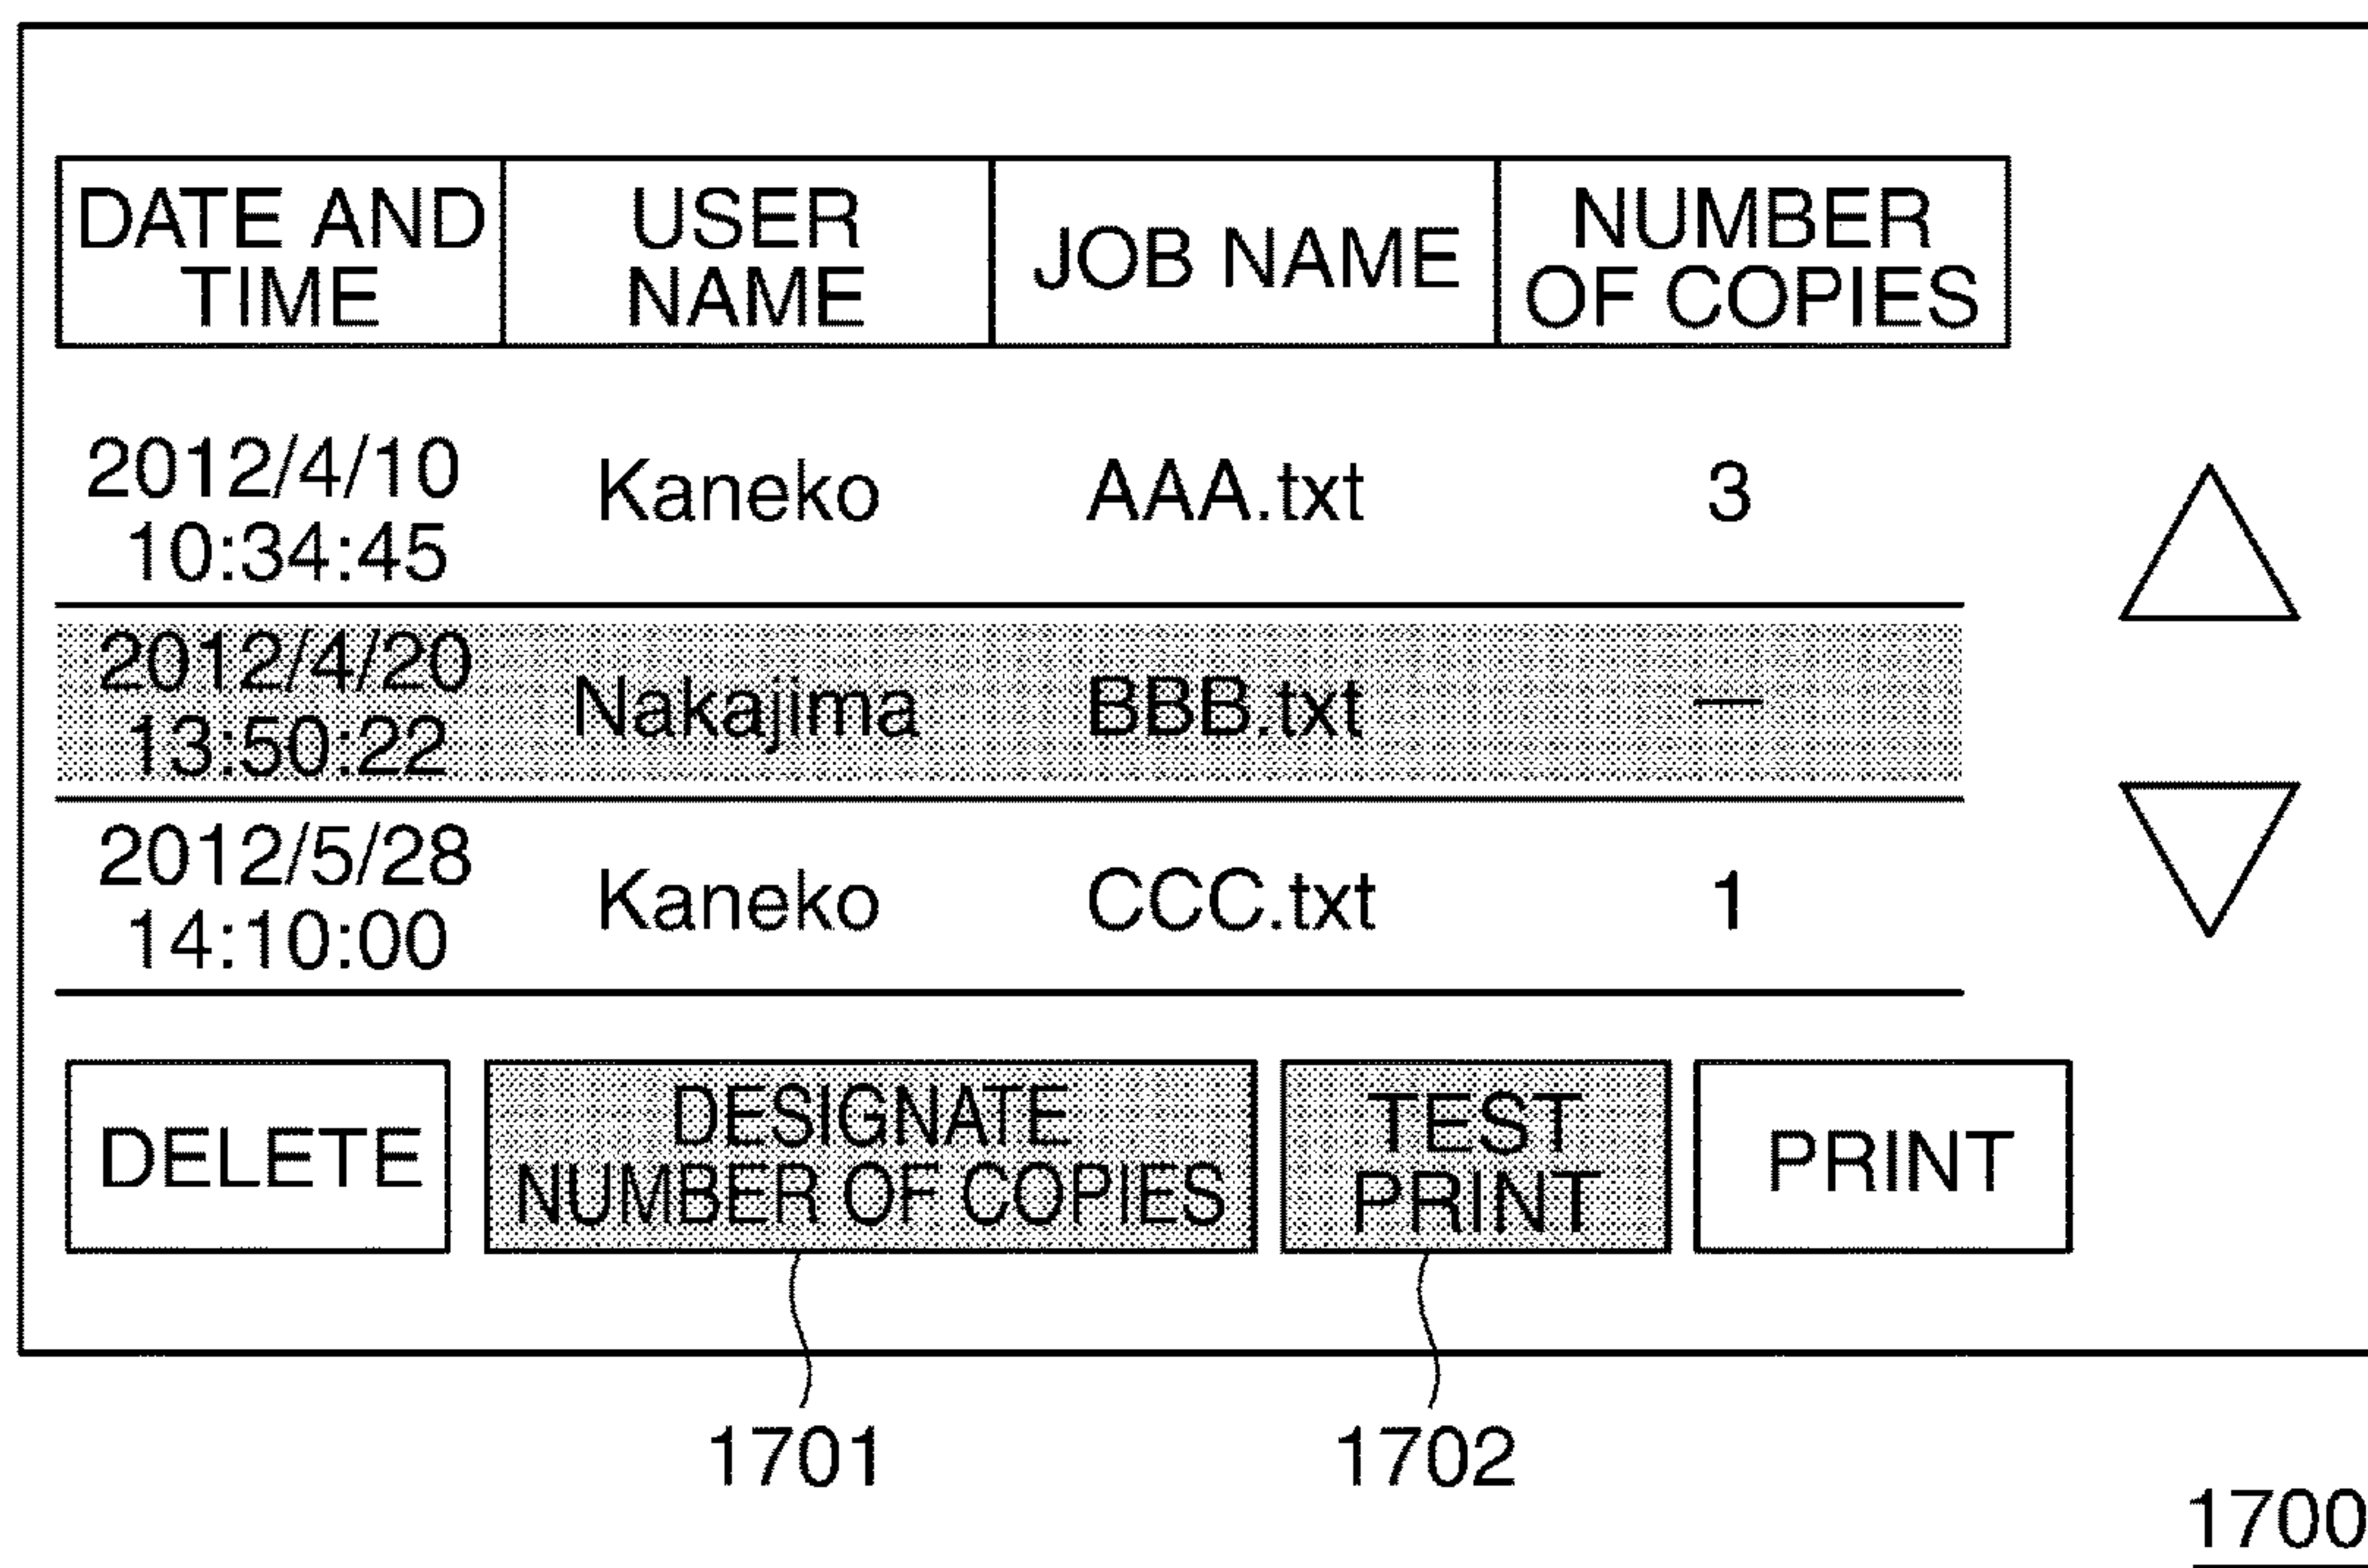 DATE AND
TIME
USER
NAME
JOB NAME
NUMBER
OF COPIES
2012/4/10
10:34:45
Kaneko
AAA.txt
3
2012/4/20
13:50:22
Nakajima
BBB.txt
—
2012/5/28
14:10:00
Kaneko
CCC.txt
1
DELETE
DESIGNATE
NUMBER OF COPIES
TEST
PRINT
PRINT
1701
1702
1700